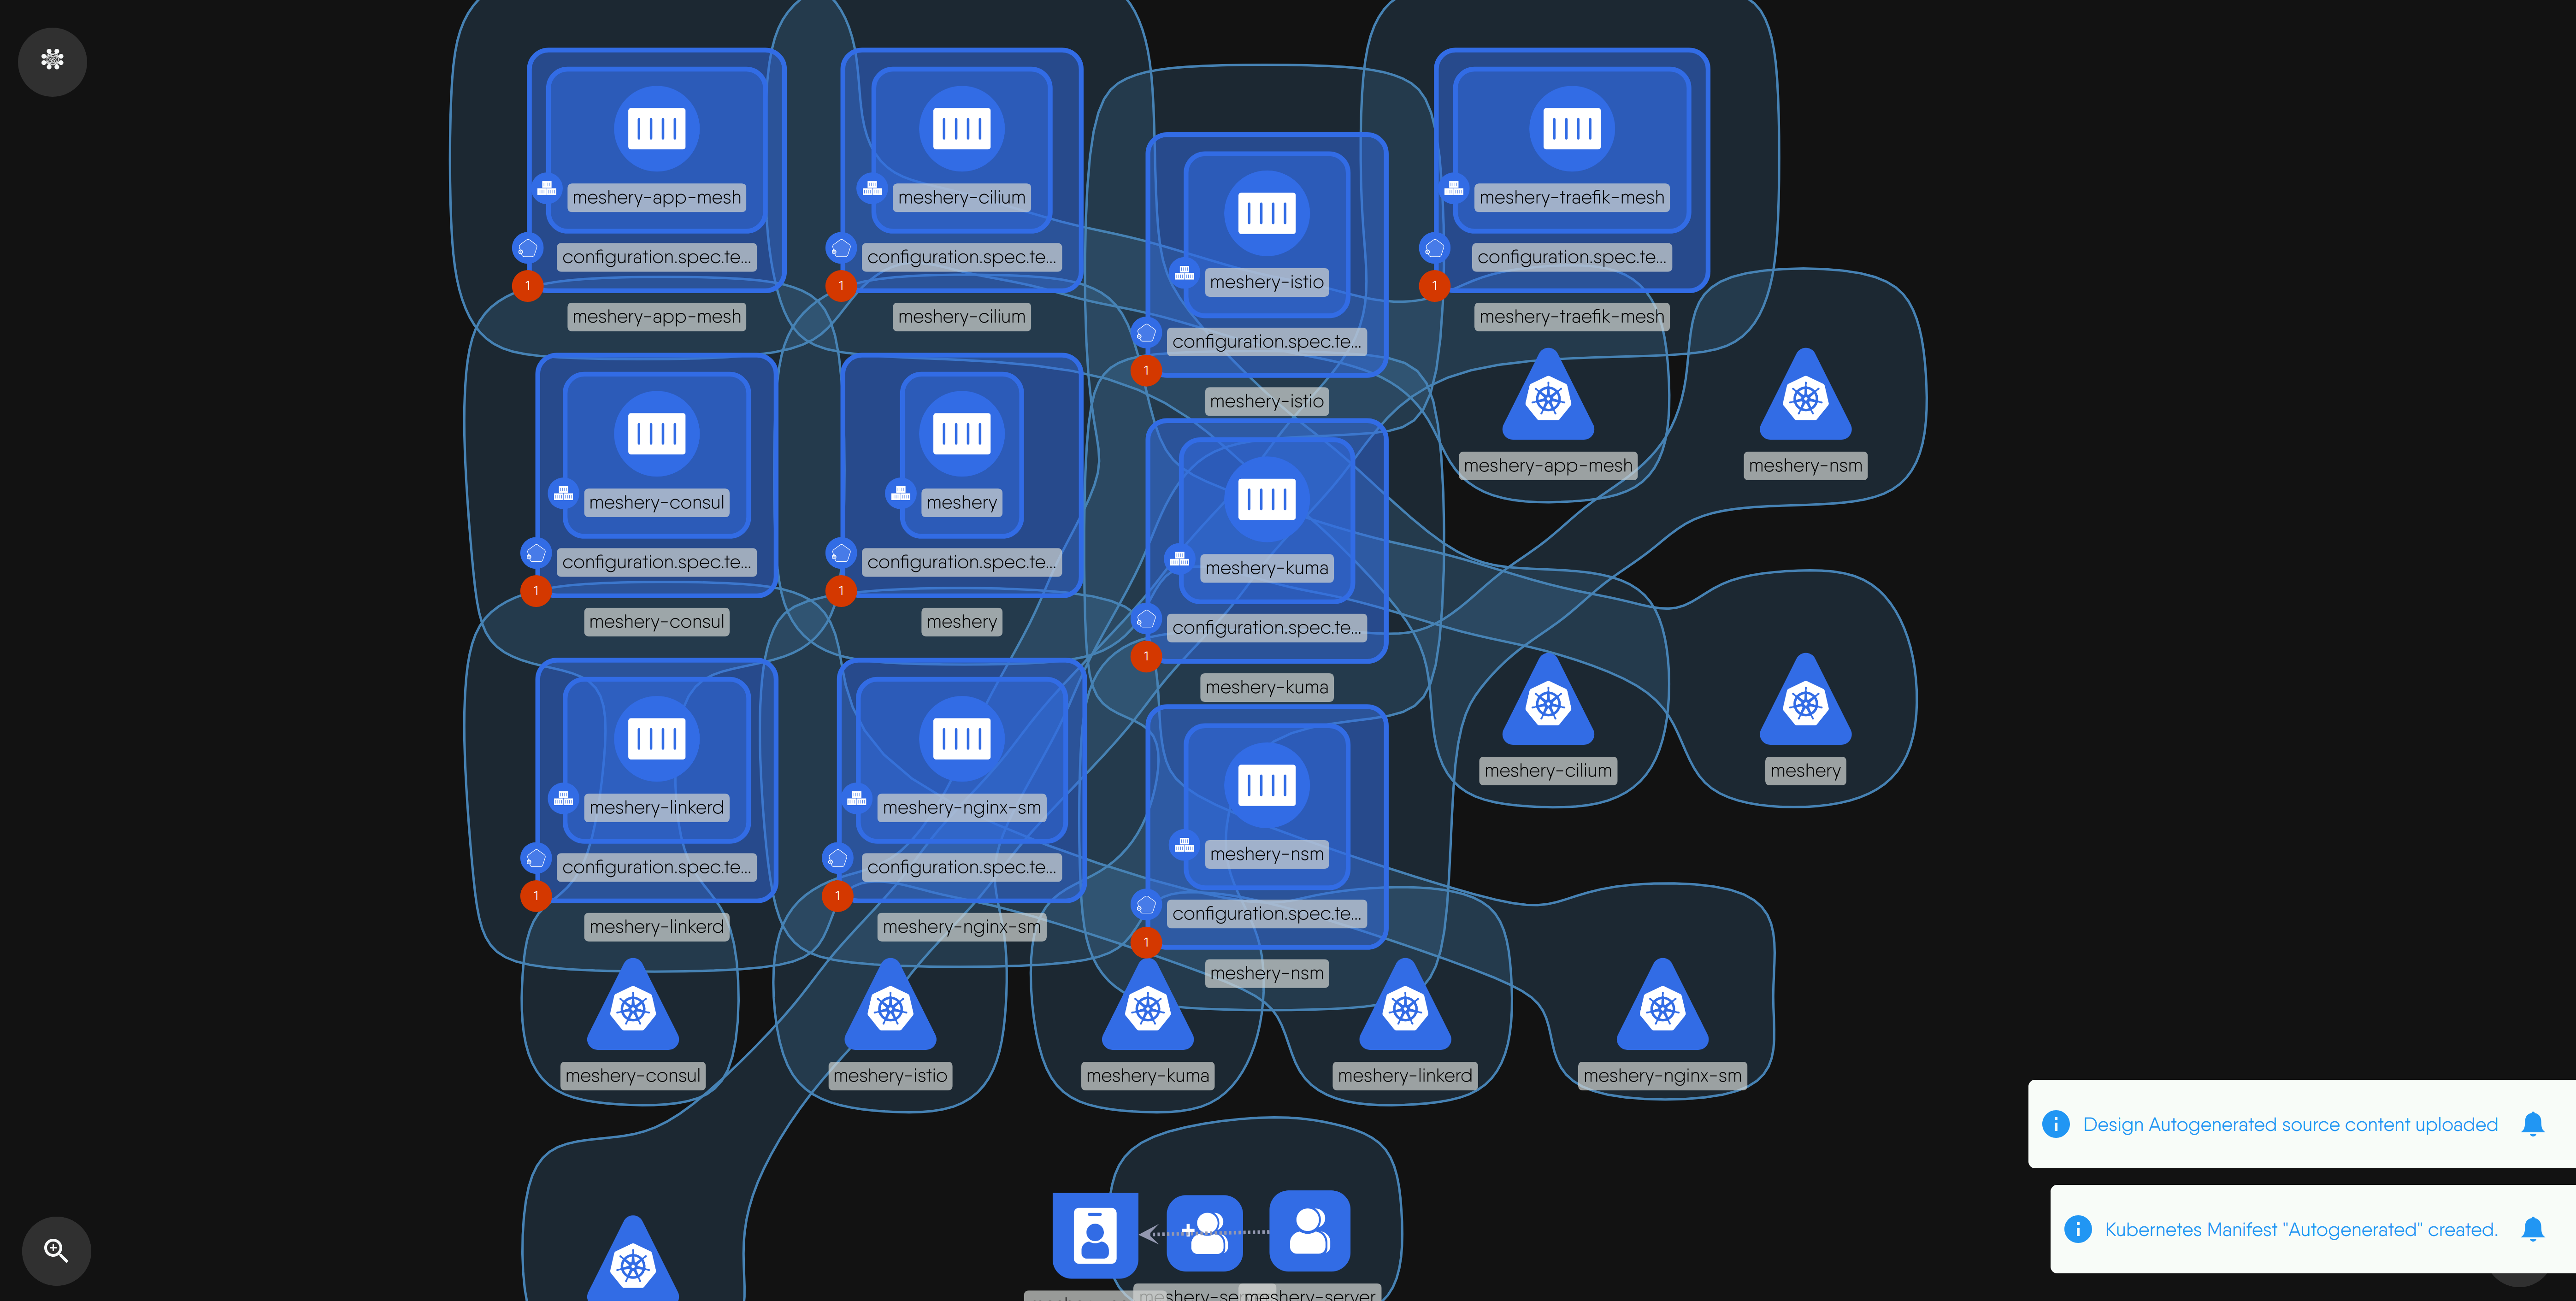 meshery-app-mesh
configuration.spec.te...
1
meshery-app-mesh
meshery-cilium
configuration.spec.te...
1
meshery-cilium
meshery-istio
configuration.spec.te...
1
meshery-istio
meshery-traefik-mesh
configuration.spec.te...
1
meshery-traefik-mesh
meshery-app-mesh
meshery-nsm
meshery-consul
configuration.spec.te...
1
meshery-consul
meshery
configuration.spec.te...
1
meshery
meshery-kuma
configuration.spec.te...
1
meshery-kuma
meshery-cilium
meshery
meshery-linkerd
configuration.spec.te...
1
meshery-linkerd
meshery-nginx-sm
configuration.spec.te...
1
meshery-nginx-sm
meshery-nsm
configuration.spec.te...
1
meshery-nsm
meshery-consul
meshery-istio
meshery-kuma
meshery-linkerd
meshery-nginx-sm
Design Autogenerated source content uploaded
Kubernetes Manifest "Autogenerated" created.
meshery-server